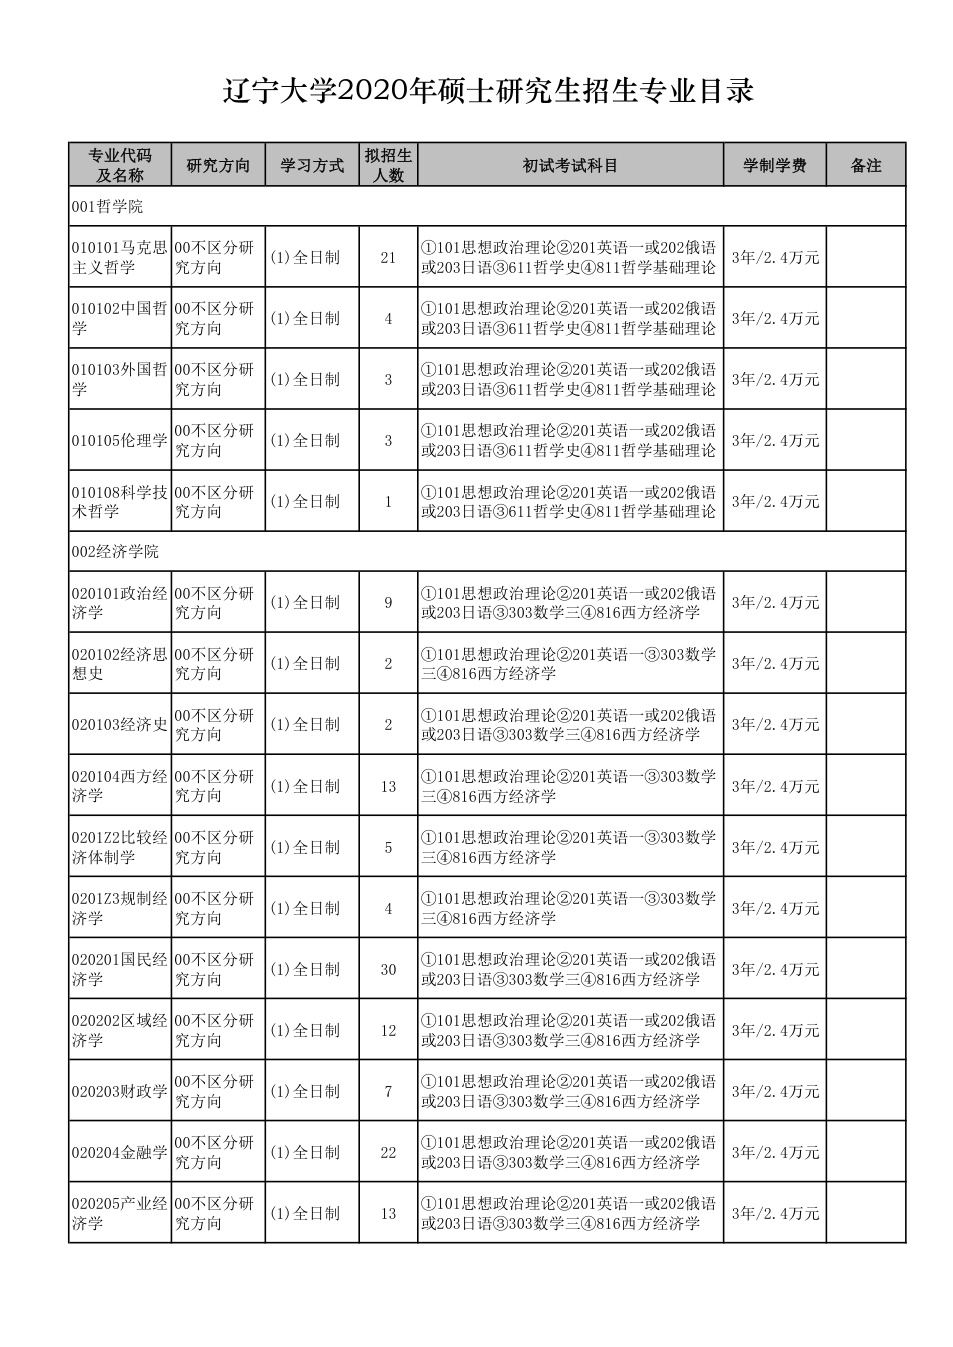 辽宁大学2020年硕士研究生招生专业目录
专业代码
及名称
研究方向
学习方式
拟招生
人数
初试考试科目
学制学费
备注
001哲学院
010101马克思
主义哲学
00不区分研
究方向
(1)全日制
21
①101思想政治理论②201英语一或202俄语
或203日语③611哲学史④811哲学基础理论
3年/2.4万元
010102中国哲
学
00不区分研
究方向
(1)全日制
4
①101思想政治理论②201英语一或202俄语
或203日语③611哲学史④811哲学基础理论
3年/2.4万元
010103外国哲
学
00不区分研
究方向
(1)全日制
3
①101思想政治理论②201英语一或202俄语
或203日语③611哲学史④811哲学基础理论
3年/2.4万元
010105伦理学
00不区分研
究方向
(1)全日制
3
①101思想政治理论②201英语一或202俄语
或203日语③611哲学史④811哲学基础理论
3年/2.4万元
010108科学技
术哲学
00不区分研
究方向
(1)全日制
1
①101思想政治理论②201英语一或202俄语
或203日语③611哲学史④811哲学基础理论
3年/2.4万元
002经济学院
020101政治经
济学
00不区分研
究方向
(1)全日制
9
①101思想政治理论②201英语一或202俄语
或203日语③303数学三④816西方经济学
3年/2.4万元
020102经济思
想史
00不区分研
究方向
(1)全日制
2
①101思想政治理论②201英语一③303数学
三④816西方经济学
3年/2.4万元
020103经济史
00不区分研
究方向
(1)全日制
2
①101思想政治理论②201英语一或202俄语
或203日语③303数学三④816西方经济学
3年/2.4万元
020104西方经
济学
00不区分研
究方向
(1)全日制
13
①101思想政治理论②201英语一③303数学
三④816西方经济学
3年/2.4万元
0201Z2比较经
济体制学
00不区分研
究方向
(1)全日制
5
①101思想政治理论②201英语一③303数学
三④816西方经济学
3年/2.4万元
0201Z3规制经
济学
00不区分研
究方向
(1)全日制
4
①101思想政治理论②201英语一③303数学
三④816西方经济学
3年/2.4万元
020201国民经
济学
00不区分研
究方向
(1)全日制
30
①101思想政治理论②201英语一或202俄语
或203日语③303数学三④816西方经济学
3年/2.4万元
020202区域经
济学
00不区分研
究方向
(1)全日制
12
①101思想政治理论②201英语一或202俄语
或203日语③303数学三④816西方经济学
3年/2.4万元
020203财政学
00不区分研
究方向
(1)全日制
7
①101思想政治理论②201英语一或202俄语
或203日语③303数学三④816西方经济学
3年/2.4万元
020204金融学
00不区分研
究方向
(1)全日制
22
①101思想政治理论②201英语一或202俄语
或203日语③303数学三④816西方经济学
3年/2.4万元
020205产业经
济学
00不区分研
究方向
(1)全日制
13
①101思想政治理论②201英语一或202俄语
或203日语③303数学三④816西方经济学
3年/2.4万元